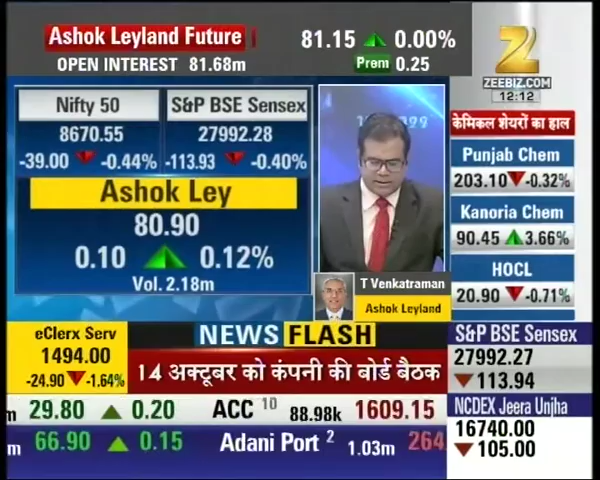 Ashok Leyland Future
81.15 0.00%
OPEN INTEREST 81.68m
Prem 0.25
ZEEBIZ.COM
12:12
Nifty 50
8670.55
-39.00 -0.44%
S&P BSE Sensex
27992.28
-113.93 -0.40%
Ashok Ley
80.90
0.10 0.12%
Vol. 2.18m
केमिकल शेयरों का हाल
Punjab Chem
203.10 -0.32%
Kanoria Chem
90.45 3.66%
HOCL
20.90 -0.71%
T Venkatraman
Ashok Leyland
eClerx Serv
1494.00
-24.90 -1.64%
NEWS FLASH
14 अक्टूबर को कंपनी की बोर्ड बैठक
S&P BSE Sensex
27992.27
113.94
NCDEX Jeera Unjha
16740.00
105.00
m 29.80 0.20 ACC 10 88.98k 1609.15
m 66.90 0.15 Adani Port 2 1.03m 264